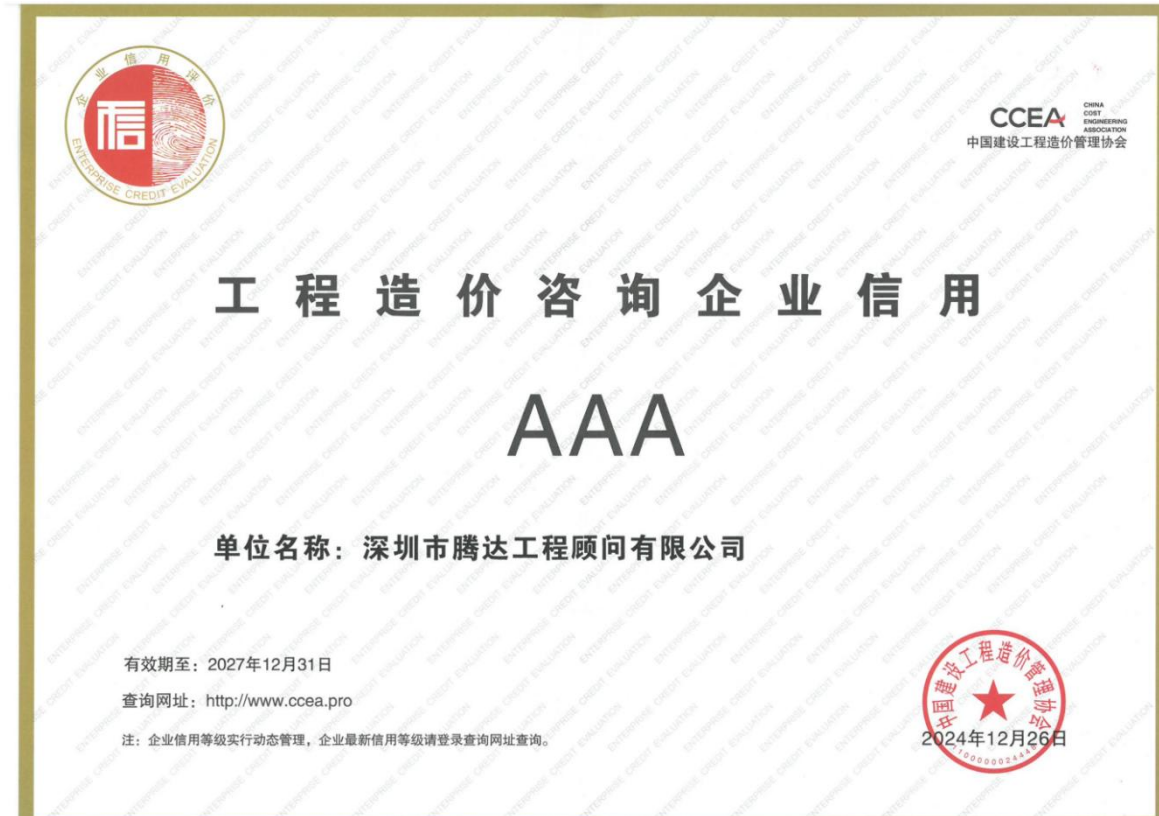 企业信用评价
信
ENTERPRISE CREDIT EVALUATION
CCEA
CHINA
COST
ENGINEERING
ASSOCIATION
中国建设工程造价管理协会
工程造价咨询企业信用
AAA
单位名称：深圳市腾达工程顾问有限公司
有效期至：2027年12月31日
查询网址：http://www.ccea.pro
注：企业信用等级实行动态管理，企业最新信用等级请登录查询网址查询。
中国建设工程造价管理协会
2024年12月26日